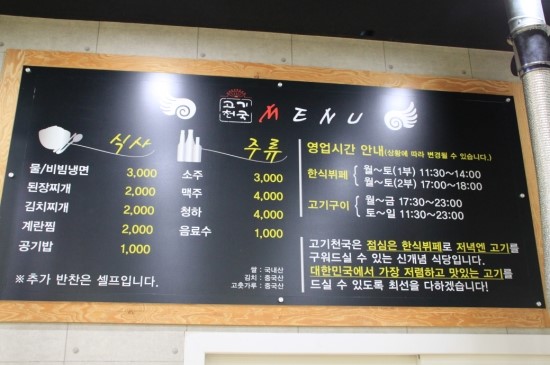 고기천국 MENU
식사
물/비빔냉면 3,000
된장찌개 2,000
김치찌개 2,000
계란찜 2,000
공기밥 1,000
※추가 반찬은 셀프입니다.
주류
소주 3,000
맥주 4,000
청하 4,000
음료수 1,000
쌀 : 국내산
김치 : 중국산
고춧가루 : 중국산
영업시간 안내(상황에 따라 변경될 수 있습니다.)
한식뷔페 월~토(1부) 11:30~14:00
월~토(2부) 17:00~18:00
고기구이 월~금 17:30~23:00
토~일 11:30~23:00
고기천국은 점심은 한식뷔페로 저녁엔 고기를
구워드실 수 있는 신개념 식당입니다.
대한민국에서 가장 저렴하고 맛있는 고기를
드실 수 있도록 최선을 다하겠습니다!